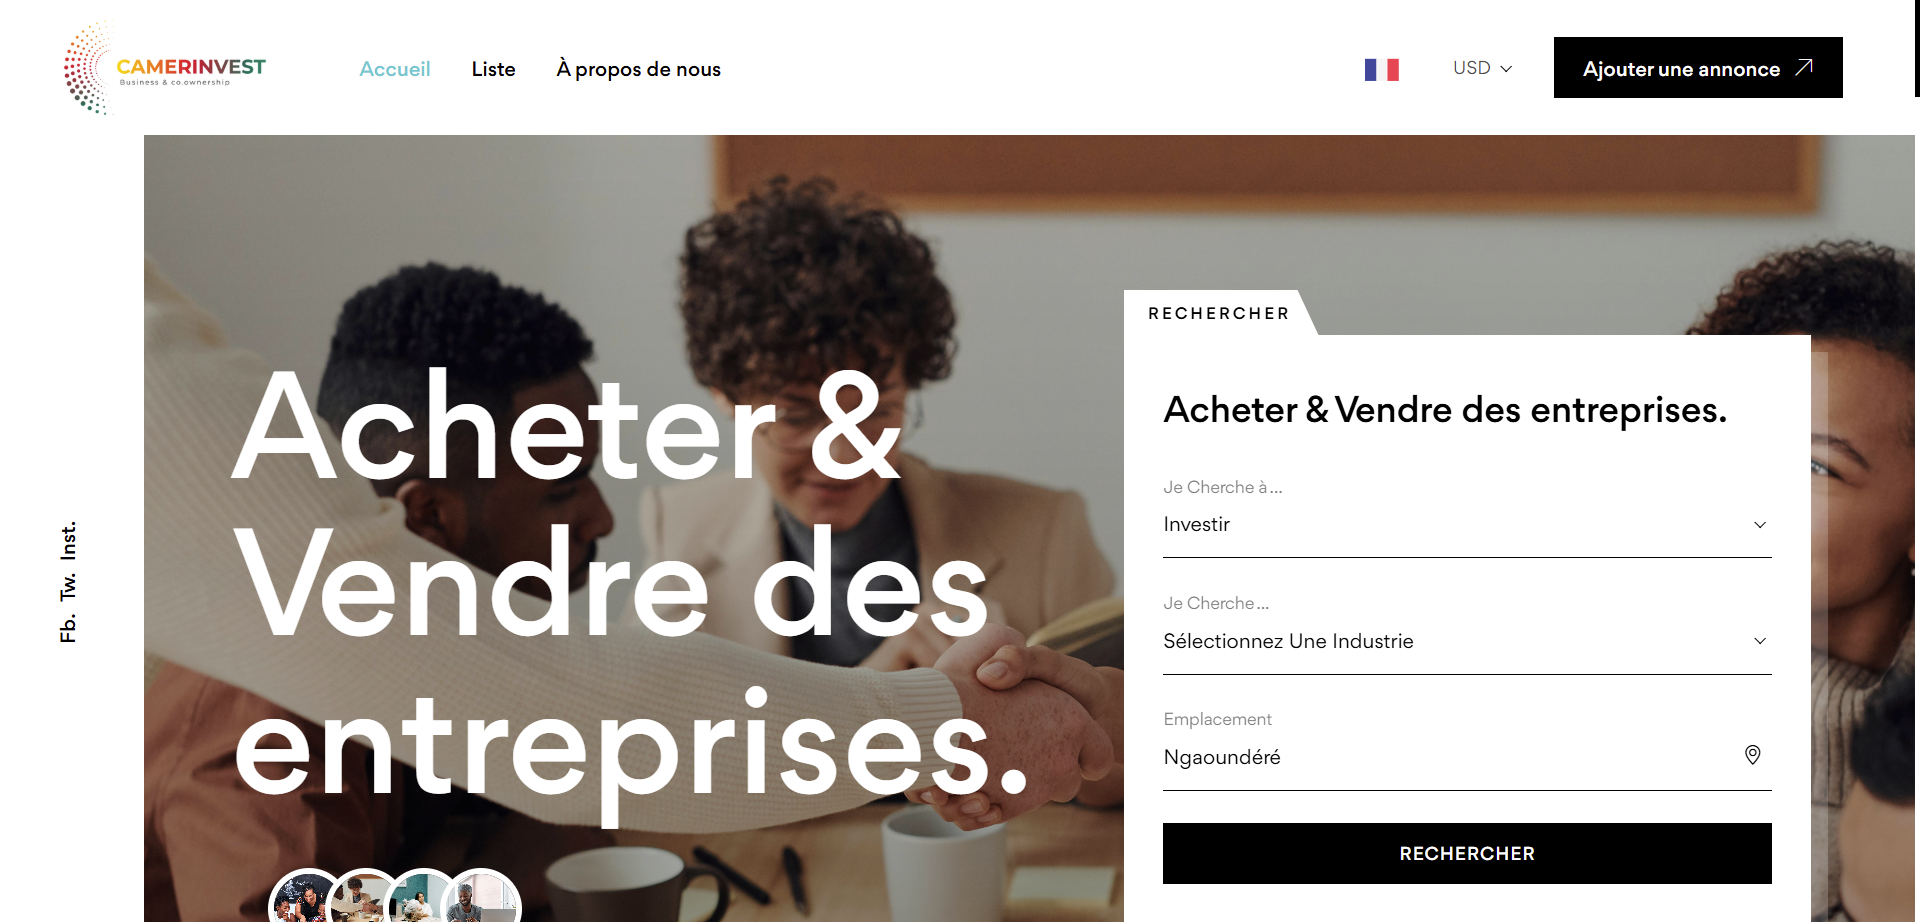 CAMERINVEST
Business & co.ownership
Accueil
Liste
À propos de nous
USD
Ajouter une annonce
Fb. Tw. Inst.
Acheter &
Vendre des
entreprises.
RECHERCHER
Acheter & Vendre des entreprises.
Je Cherche à ...
Investir
Je Cherche ...
Sélectionnez Une Industrie
Emplacement
Ngaoundéré
RECHERCHER